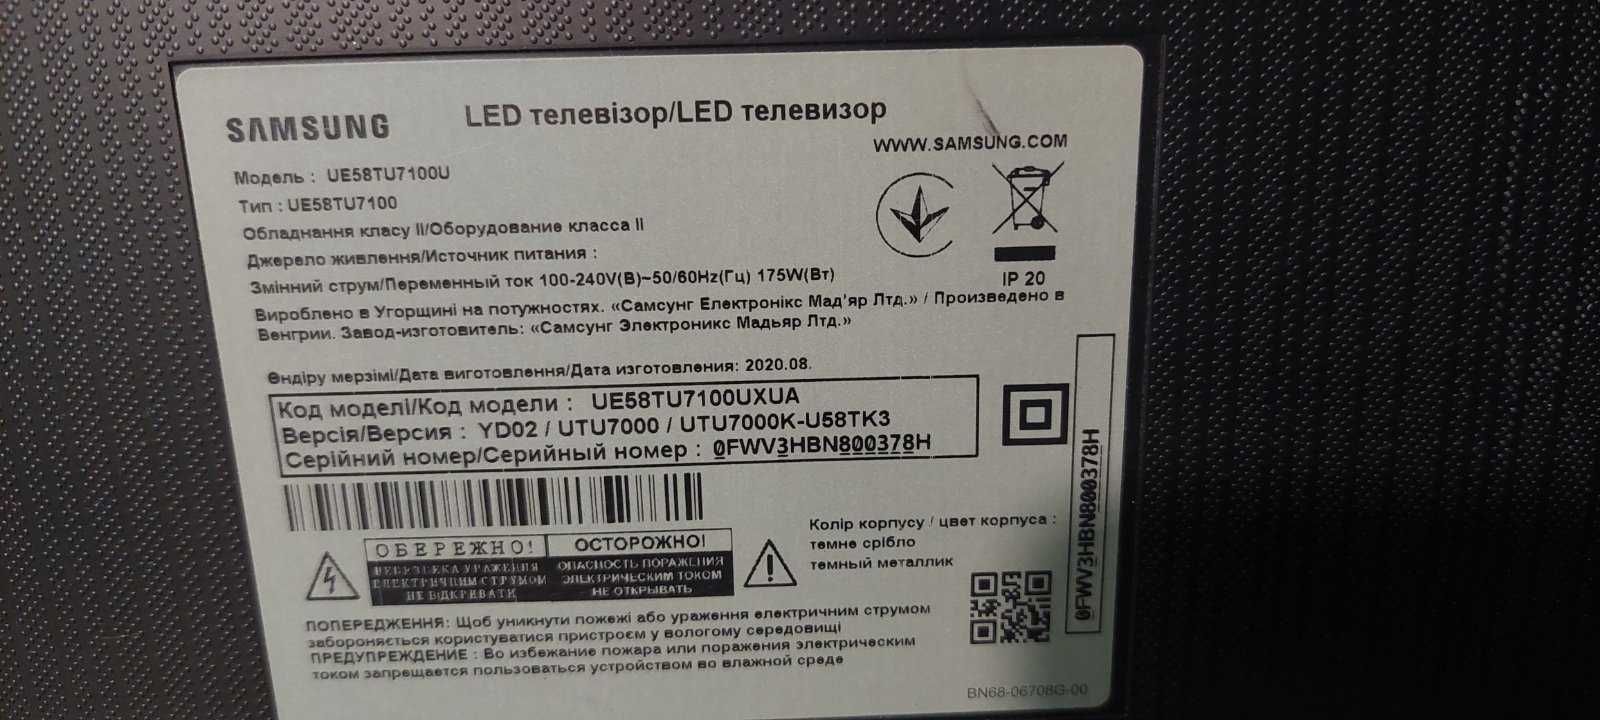 SAMSUNG
LED телевізор/LED телевизор
WWW.SAMSUNG.COM
Модель : UE58TU7100U
Тип : UE58TU7100
Обладнання класу II/Оборудование класса II
Джерело живлення/Источник питания :
Змінний струм/Переменный ток 100-240V(В)~50/60Hz(Гц) 175W(Вт)
IP 20
Вироблено в Угорщині на потужностях. «Самсунг Електронікс Мад'яр Лтд.» / Произведено в
Венгрии. Завод-изготовитель: «Самсунг Электроникс Мадьяр Лтд.»
Өндіру мерзімі/Дата виготовлення/Дата изготовления: 2020.08.
Код моделі/Код модели : UE58TU7100UXUA
Версія/Версия : YD02 / UTU7000 / UTU7000K-U58TK3
Серійний номер/Серийный номер : 0FWV3HBN800378H
0FWV3HBN800378H
ОБЕРЕЖНО! ОСТОРОЖНО!
НЕБЕЗПЕКА УРАЖЕННЯ
ЕЛЕКТРИЧНИМ СТРУМОМ
НЕ ВІДКРИВАТИ
ОПАСНОСТЬ ПОРАЖЕНИЯ
ЭЛЕКТРИЧЕСКИМ ТОКОМ
НЕ ОТКРЫВАТЬ
Колір корпусу / цвет корпуса :
темне срібло
темный металлик
ПОПЕРЕДЖЕННЯ: Щоб уникнути пожежі або ураження електричним струмом
забороняється користуватися пристроєм у вологому середовищі
ПРЕДУПРЕЖДЕНИЕ : Во избежание пожара или поражения электрическим
током запрещается пользоваться устройством во влажной среде
BN68-06708G-00